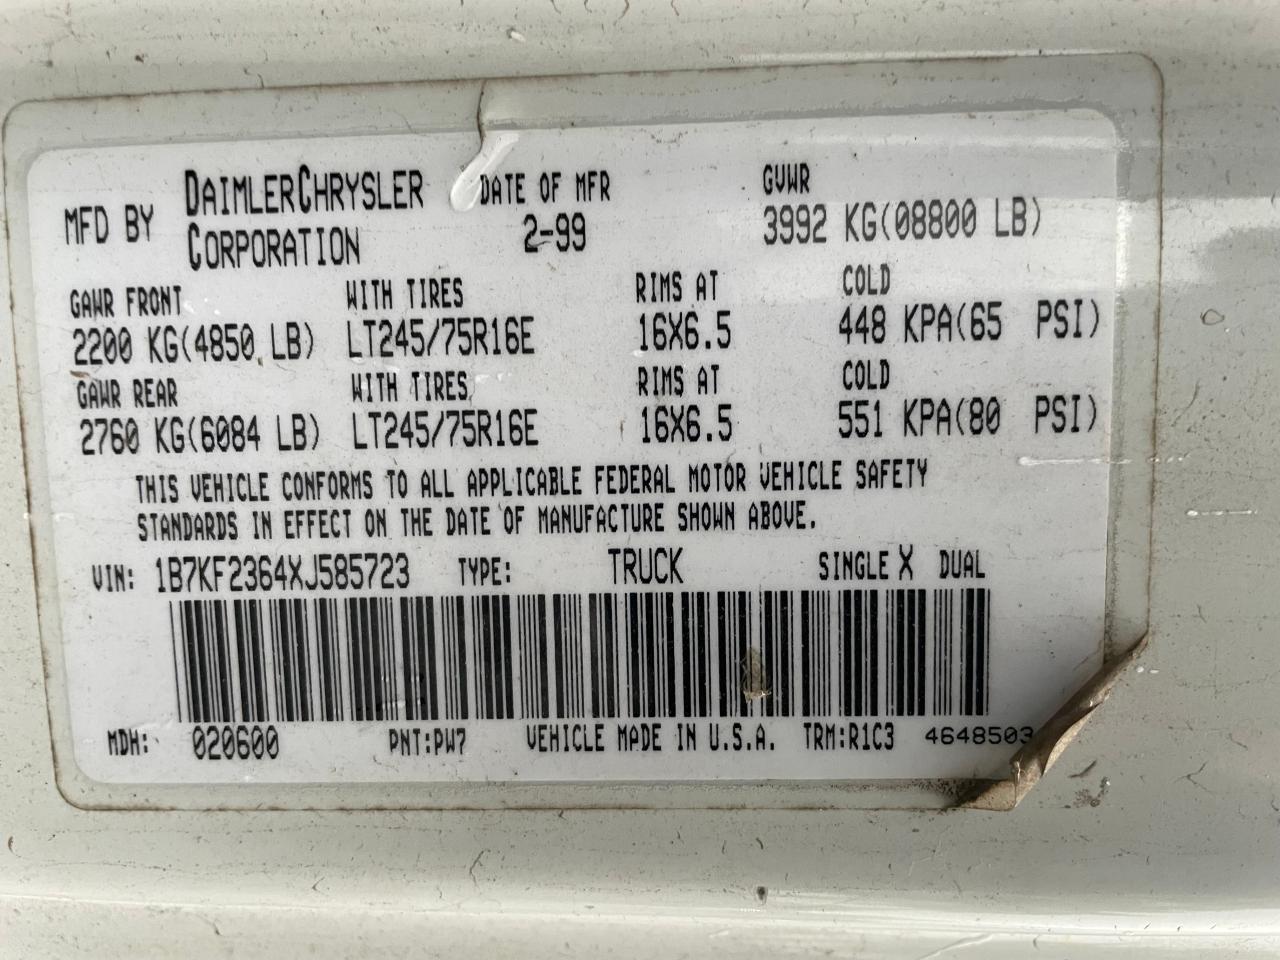 MFD BY DAIMLERCHRYSLER CORPORATION DATE OF MFR 2-99 GVWR 3992 KG(08800 LB)
GAWR FRONT WITH TIRES RIMS AT COLD
2200 KG(4850 LB) LT245/75R16E 16X6.5 448 KPA(65 PSI)
GAWR REAR WITH TIRES RIMS AT COLD
2760 KG(6084 LB) LT245/75R16E 16X6.5 551 KPA(80 PSI)
THIS VEHICLE CONFORMS TO ALL APPLICABLE FEDERAL MOTOR VEHICLE SAFETY
STANDARDS IN EFFECT ON THE DATE OF MANUFACTURE SHOWN ABOVE.
VIN: 1B7KF2364XJ585723 TYPE: TRUCK SINGLE X DUAL
MDH: 020600 PNT:PW7 VEHICLE MADE IN U.S.A. TRM:R1C3 4648503